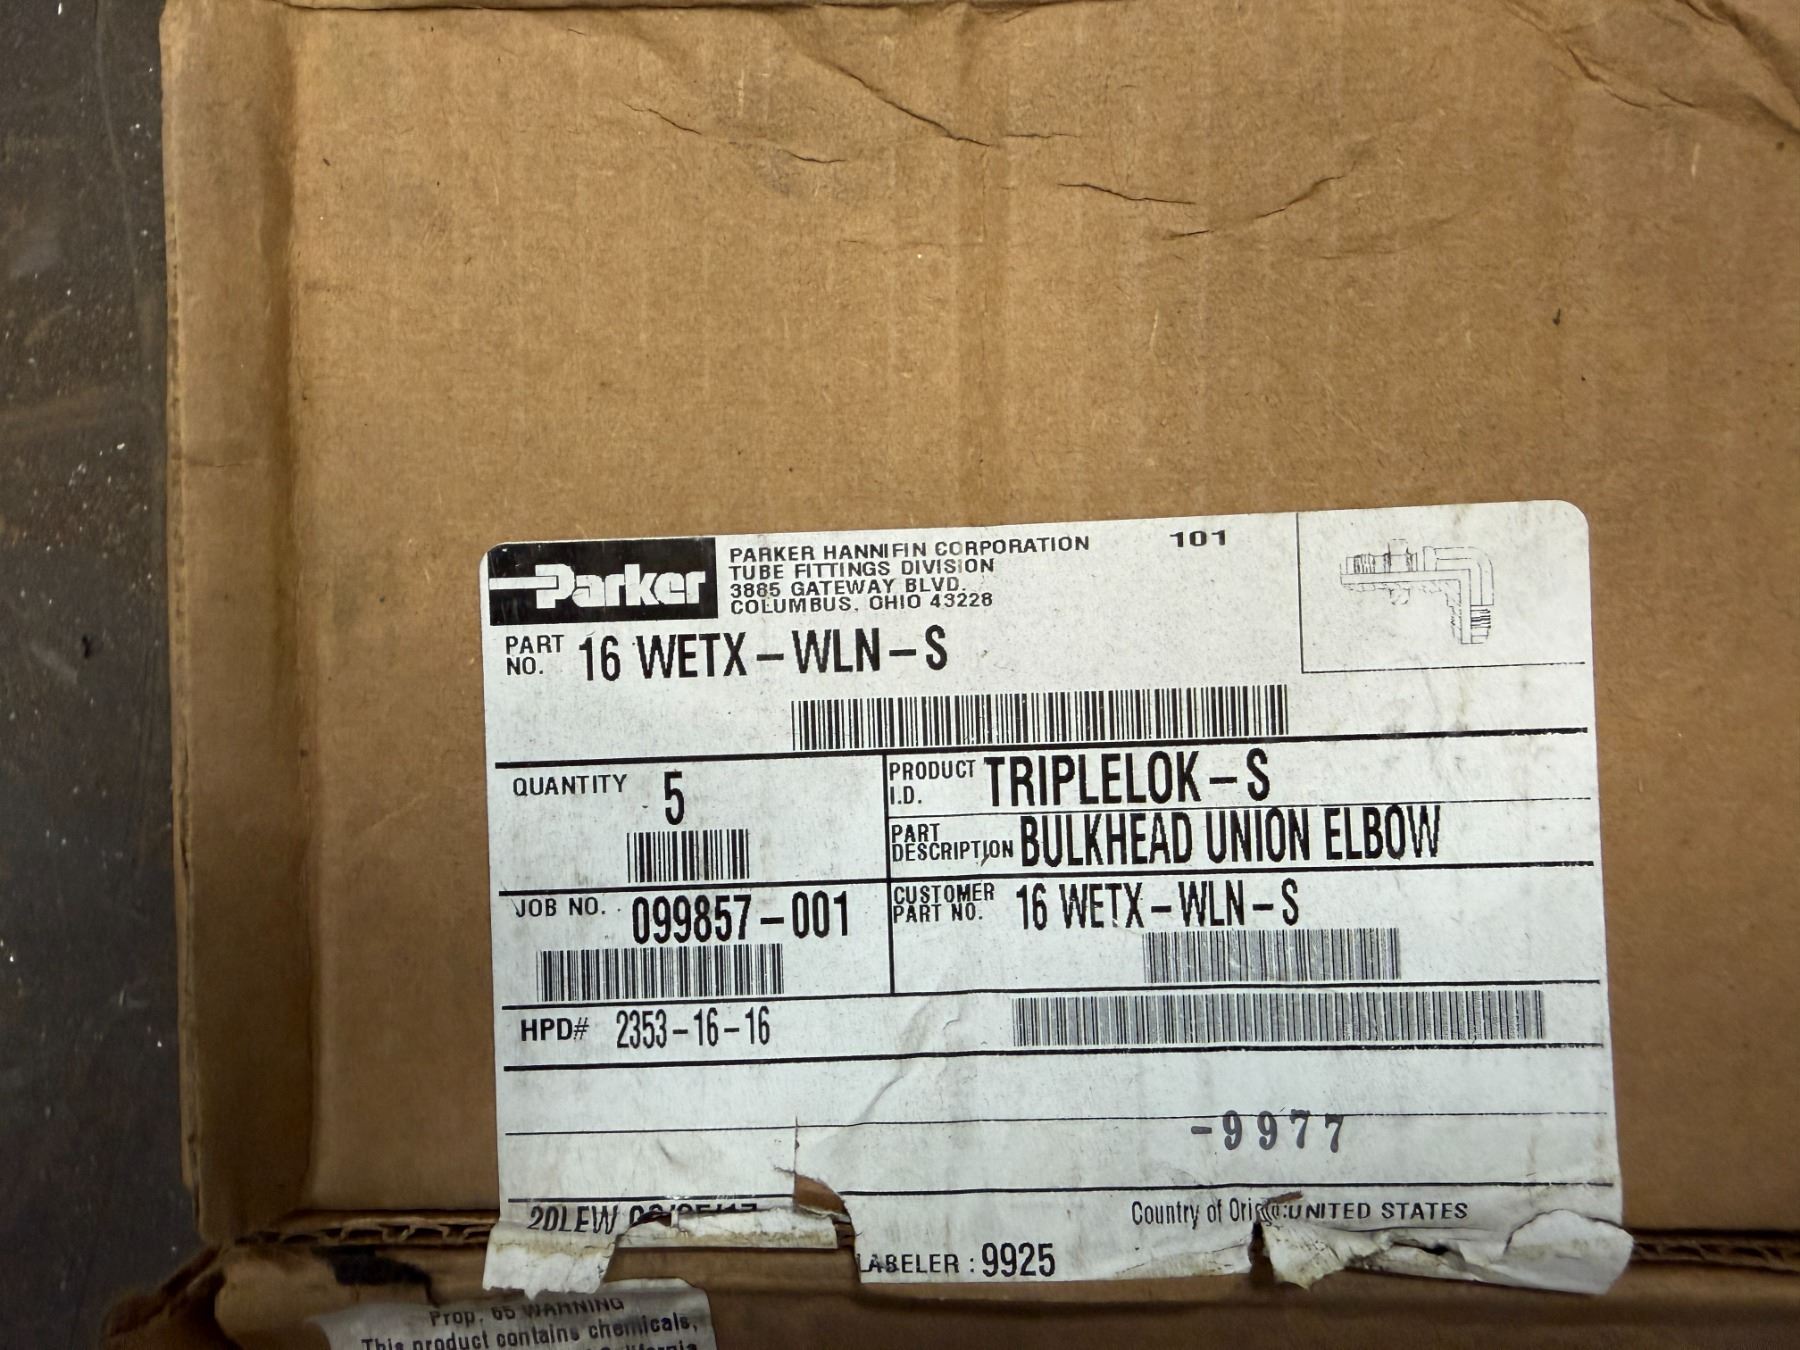 Parker
PARKER HANNIFIN CORPORATION
TUBE FITTINGS DIVISION
3885 GATEWAY BLVD.
COLUMBUS, OHIO 43228
101
PART NO. 16 WETX-WLN-S
QUANTITY 5
PRODUCT I.D. TRIPLELOK-S
PART DESCRIPTION BULKHEAD UNION ELBOW
JOB NO. 099857-001
CUSTOMER PART NO. 16 WETX-WLN-S
HPD# 2353-16-16
-9977
20LEW
Country of Origin:UNITED STATES
LABELER : 9925
Prop. 65 WARNING
This product contains chemicals,